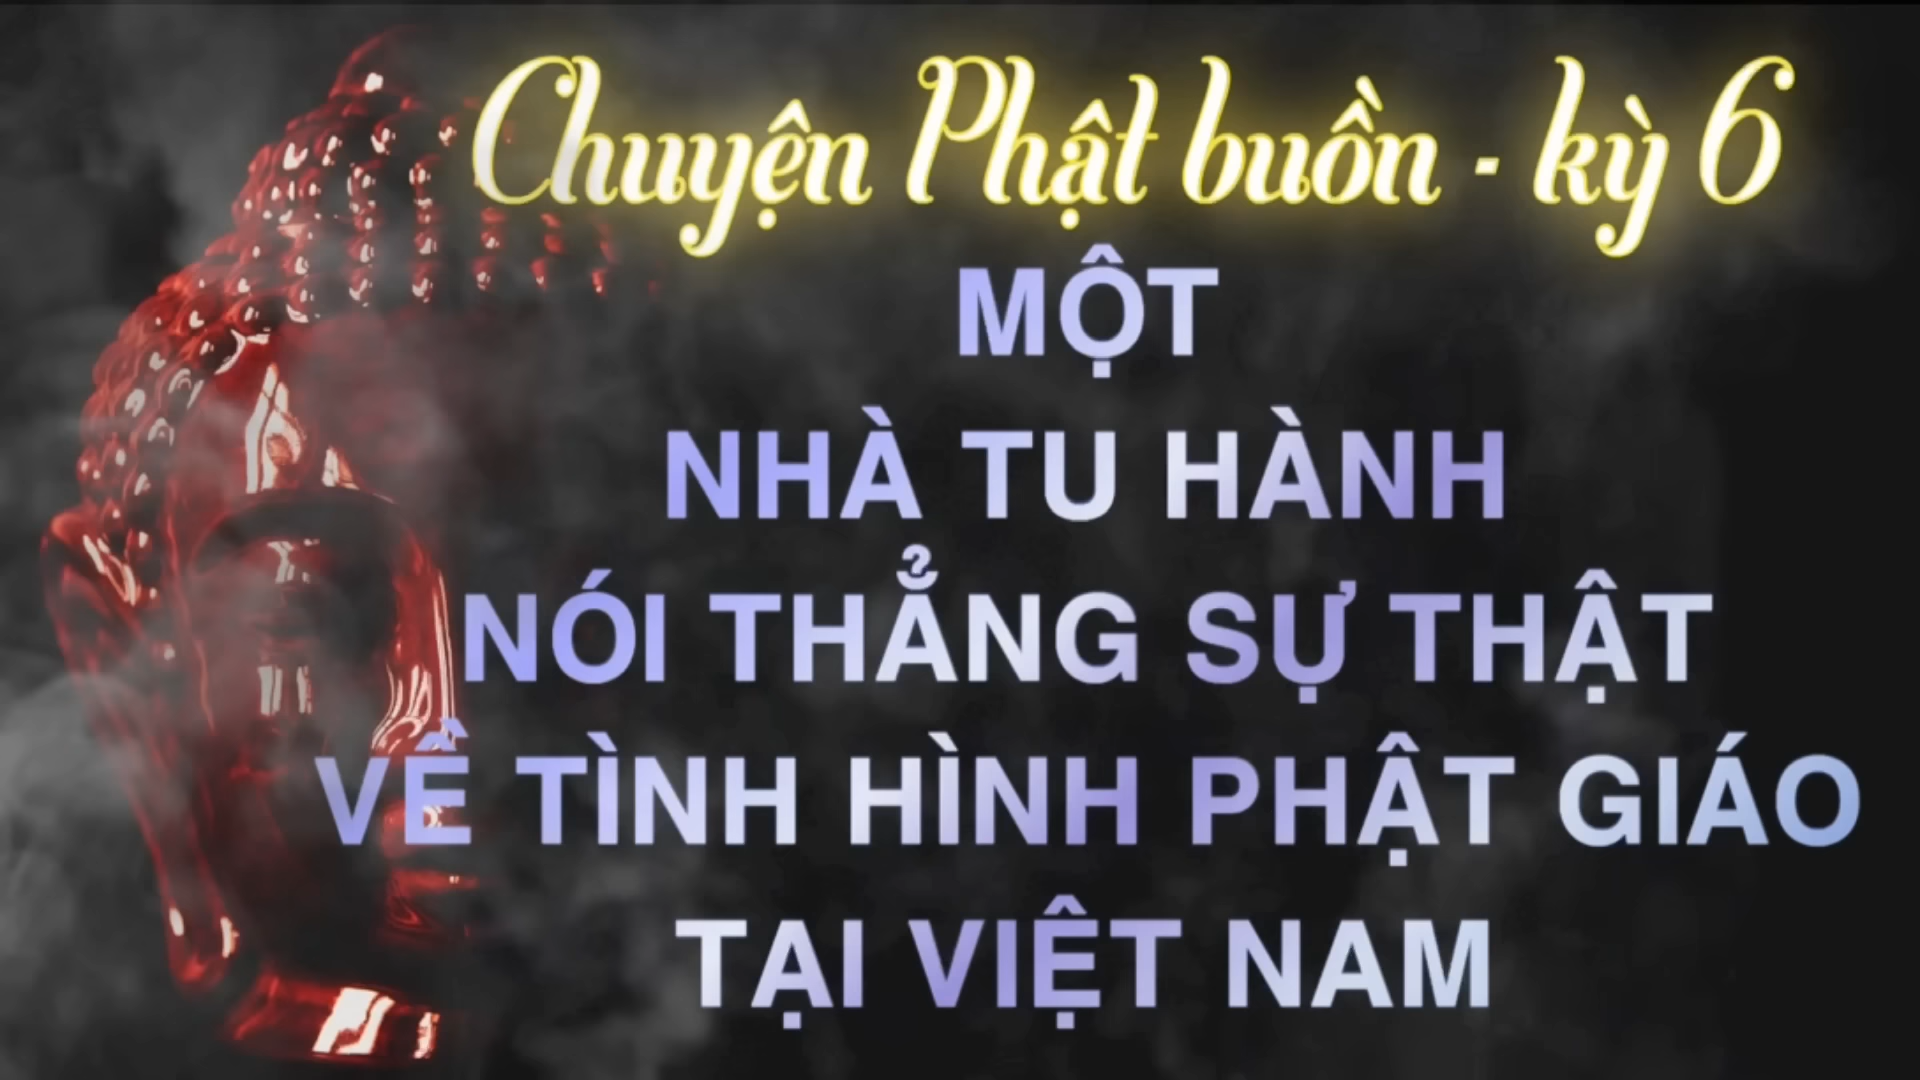 Chuyện Phật buồn - kỳ 6
MỘT
NHÀ TU HÀNH
NÓI THẲNG SỰ THẬT
VỀ TÌNH HÌNH PHẬT GIÁO
TẠI VIỆT NAM